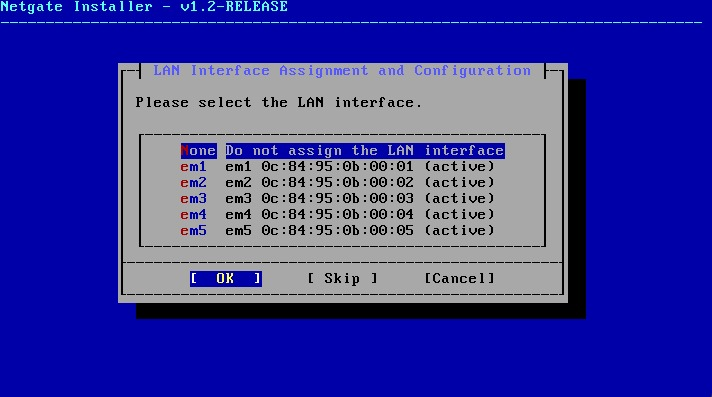 Netgate Installer - v1.2-RELEASE
LAN Interface Assignment and Configuration
Please select the LAN interface.
None Do not assign the LAN interface
em1 em1 0c:84:95:0b:00:01 (active)
em2 em2 0c:84:95:0b:00:02 (active)
em3 em3 0c:84:95:0b:00:03 (active)
em4 em4 0c:84:95:0b:00:04 (active)
em5 em5 0c:84:95:0b:00:05 (active)
[ OK ] [ Skip ] [Cancel]